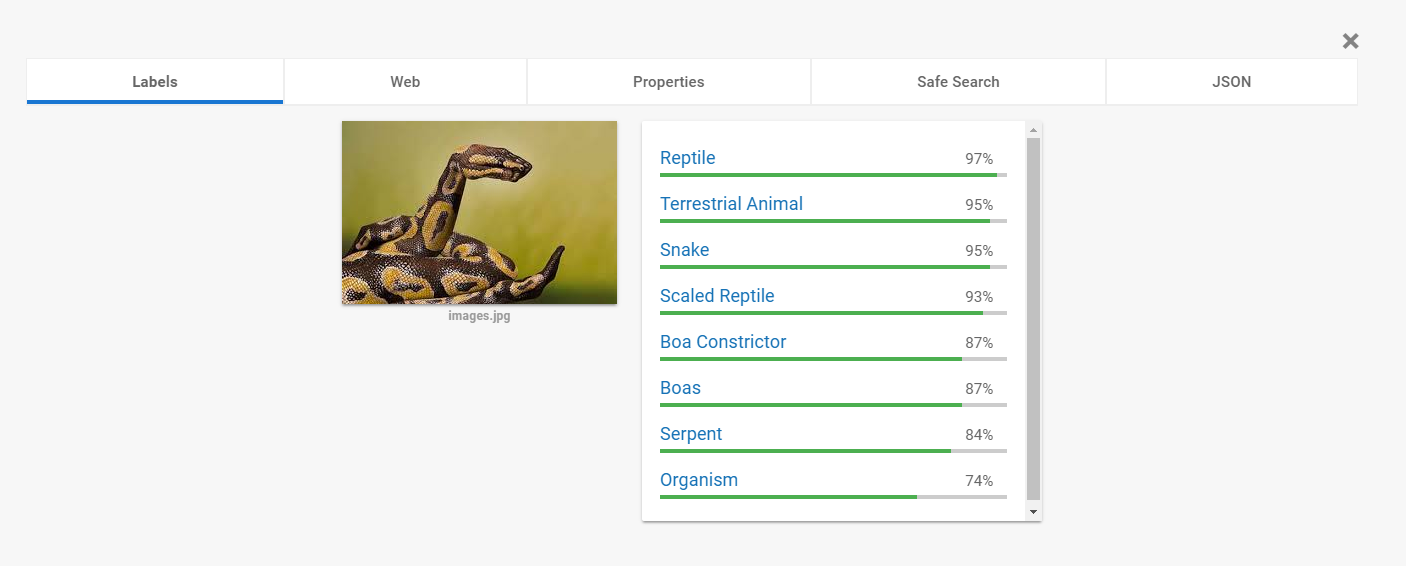 Labels
Web
Properties
Safe Search
JSON
images.jpg
Reptile 97%
Terrestrial Animal 95%
Snake 95%
Scaled Reptile 93%
Boa Constrictor 87%
Boas 87%
Serpent 84%
Organism 74%